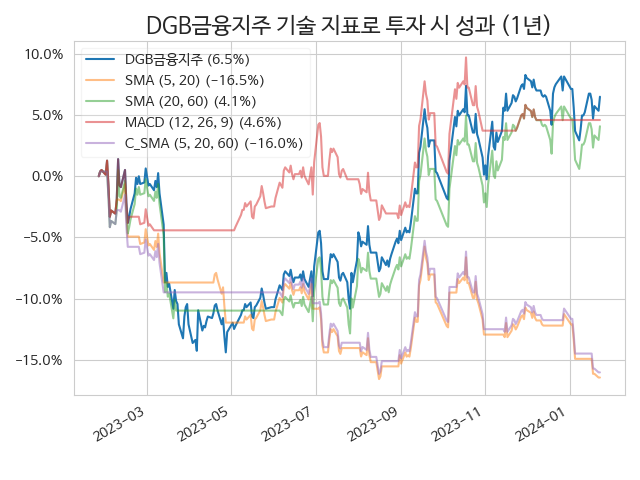 DGB금융지주 기술 지표로 투자 시 성과 (1년)
10.0%
5.0%
0.0%
−5.0%
−10.0%
−15.0%
DGB금융지주 (6.5%)
SMA (5, 20) (−16.5%)
SMA (20, 60) (4.1%)
MACD (12, 26, 9) (4.6%)
C_SMA (5, 20, 60) (−16.0%)
2023−03
2023−05
2023−07
2023−09
2023−11
2024−01